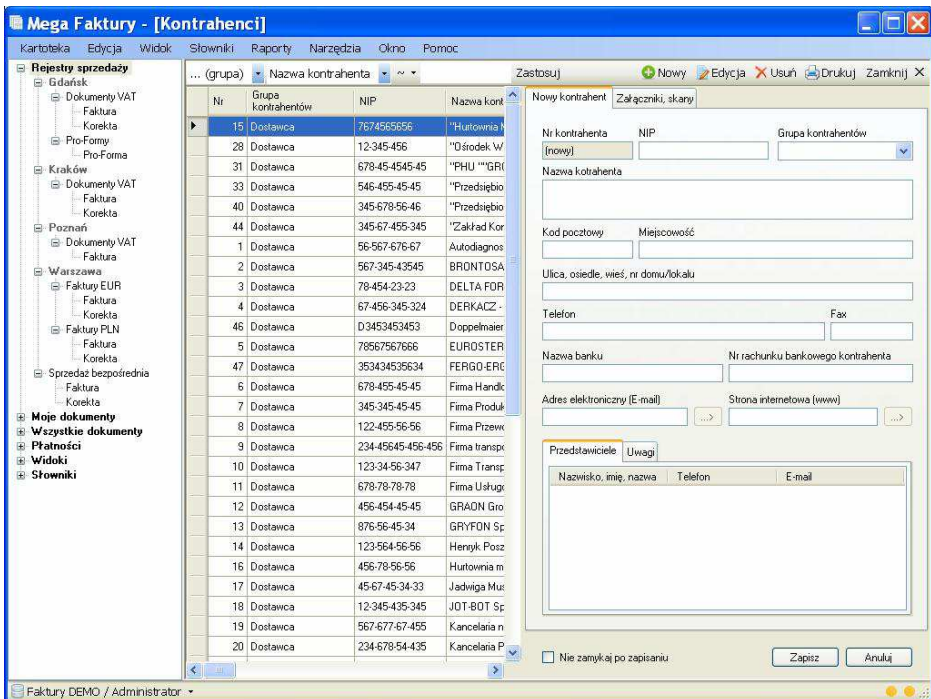 Mega Faktury - [Kontrahenci]
Kartoteka Edycja Widok Słowniki Raporty Narzędzia Okno Pomoc
Rejestry sprzedaży
Gdańsk
Dokumenty VAT
Faktura
Korekta
Pro-Formy
Pro-Forma
Kraków
Dokumenty VAT
Faktura
Korekta
Poznań
Dokumenty VAT
Faktura
Warszawa
Faktury EUR
Faktura
Korekta
Faktury PLN
Faktura
Korekta
Sprzedaż bezpośrednia
Faktura
Korekta
Moje dokumenty
Wszystkie dokumenty
Płatności
Widoki
Słowniki
... (grupa) Nazwa kontrahenta ~ Zastosuj Nowy Edycja Usuń Drukuj Zamknij X
Nr Grupa kontrahentów NIP Nazwa kont
15 Dostawca 7674565656 "Hurtownia M
28 Dostawca 12-345-456 "Ośrodek W
31 Dostawca 678-45-4545-45 "PHU ""GRO
33 Dostawca 546-455-45-45 "Przedsiębio
40 Dostawca 345-678-56-46 "Przedsiębio
44 Dostawca 345-67-455-345 "Zakład Kor
1 Dostawca 56-567-676-67 Autodiagnos
2 Dostawca 567-345-43545 BRONTOSA
3 Dostawca 78-454-23-23 DELTA FOR
4 Dostawca 67-456-345-324 DERKACZ -
46 Dostawca D3453453453 Doppelmaier
5 Dostawca 78567567666 EUROSTER
47 Dostawca 353434535634 FERGO-ERG
6 Dostawca 678-455-45-45 Firma Handlo
7 Dostawca 345-345-45-45 Firma Produk
8 Dostawca 122-455-56-56 Firma Przewo
9 Dostawca 234-45645-456-456 Firma transpo
10 Dostawca 123-34-56-347 Firma Transp
11 Dostawca 678-78-78-78 Firma Usługo
12 Dostawca 456-454-45-45 GRAON Gro
13 Dostawca 876-56-45-34 GRYFON Sp
14 Dostawca 123-564-56-56 Henryk Posz
16 Dostawca 456-78-56-56 Hurtownia m
17 Dostawca 45-67-45-34-33 Jadwiga Mus
18 Dostawca 12-345-435-345 JOT-BOT Sp
19 Dostawca 567-677-67-455 Kancelaria n
20 Dostawca 234-678-54-435 Kancelaria P
Nowy kontrahent Załączniki, skany
Nr kontrahenta NIP Grupa kontrahentów
(nowy)
Nazwa kotrahenta
Kod pocztowy Miejscowość
Ulica, osiedle, wieś, nr domu/lokalu
Telefon Fax
Nazwa banku Nr rachunku bankowego kontrahenta
Adres elektroniczny (E-mail) Strona internetowa (www)
...> ...>
Przedstawiciele Uwagi
Nazwisko, imię, nazwa Telefon E-mail
Nie zamykaj po zapisaniu Zapisz Anuluj
Faktury DEMO / Administrator